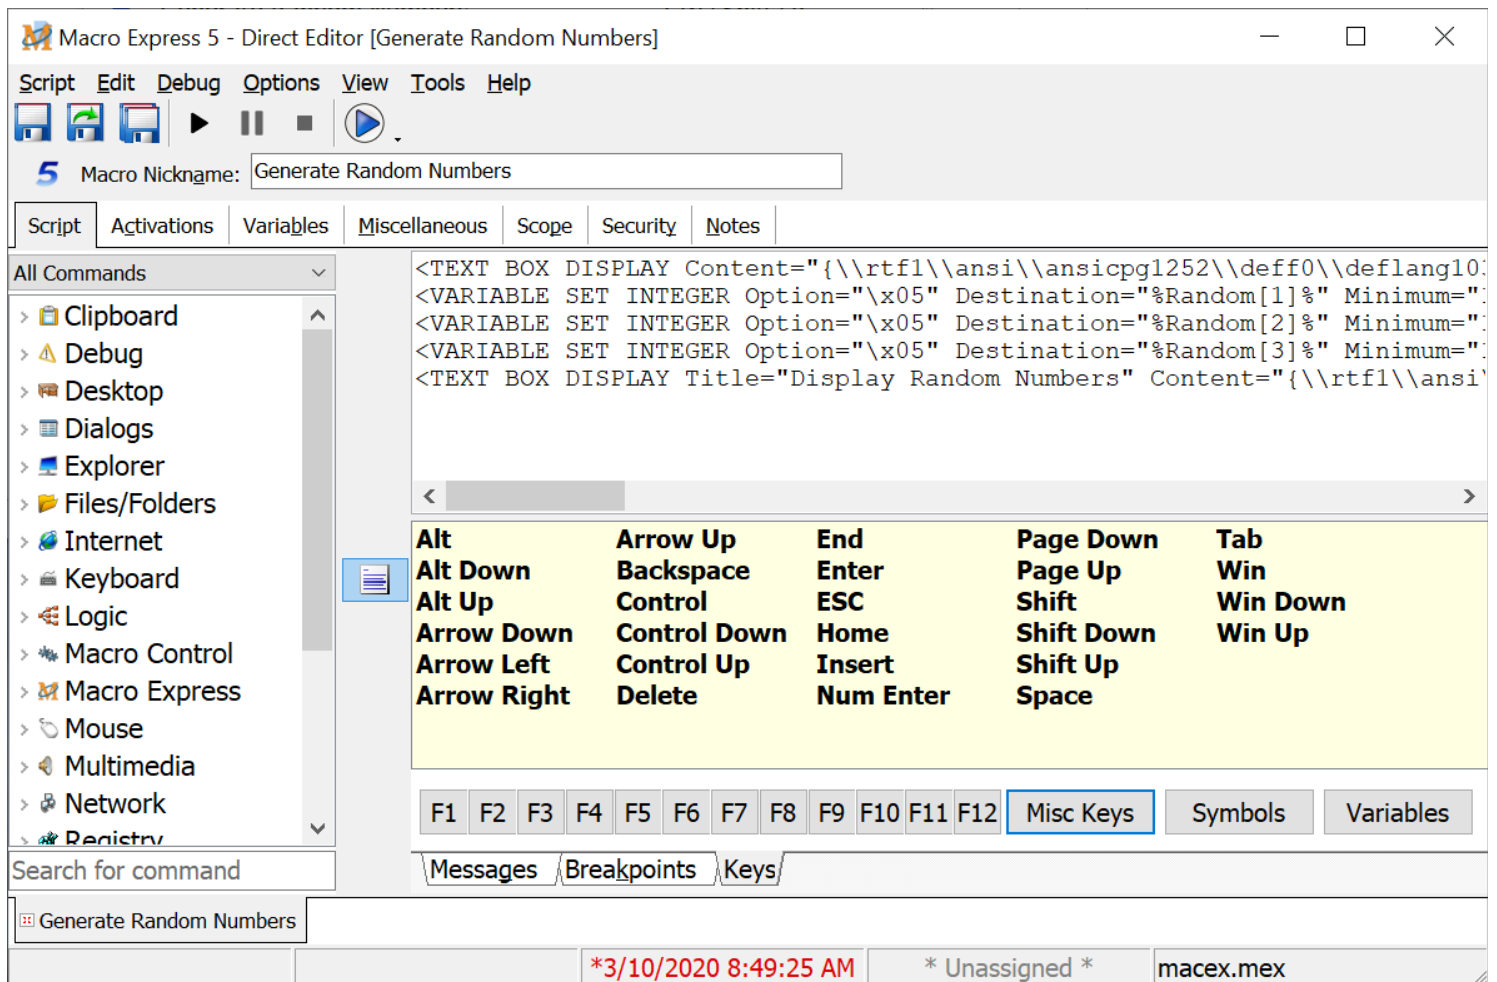 Macro Express 5 - Direct Editor [Generate Random Numbers]
Script Edit Debug Options View Tools Help
5 Macro Nickname: Generate Random Numbers
Script Activations Variables Miscellaneous Scope Security Notes
All Commands
Clipboard
Debug
Desktop
Dialogs
Explorer
Files/Folders
Internet
Keyboard
Logic
Macro Control
Macro Express
Mouse
Multimedia
Network
Registry
Search for command
<TEXT BOX DISPLAY Content="{\\rtf1\\ansi\\ansicpg1252\\deff0\\deflang103
<VARIABLE SET INTEGER Option="\x05" Destination="%Random[1]%" Minimum="1
<VARIABLE SET INTEGER Option="\x05" Destination="%Random[2]%" Minimum="1
<VARIABLE SET INTEGER Option="\x05" Destination="%Random[3]%" Minimum="1
<TEXT BOX DISPLAY Title="Display Random Numbers" Content="{\\rtf1\\ansi\
Alt Arrow Up End Page Down Tab
Alt Down Backspace Enter Page Up Win
Alt Up Control ESC Shift Win Down
Arrow Down Control Down Home Shift Down Win Up
Arrow Left Control Up Insert Shift Up
Arrow Right Delete Num Enter Space
F1 F2 F3 F4 F5 F6 F7 F8 F9 F10 F11 F12 Misc Keys Symbols Variables
Messages Breakpoints Keys
Generate Random Numbers
*3/10/2020 8:49:25 AM * Unassigned * macex.mex